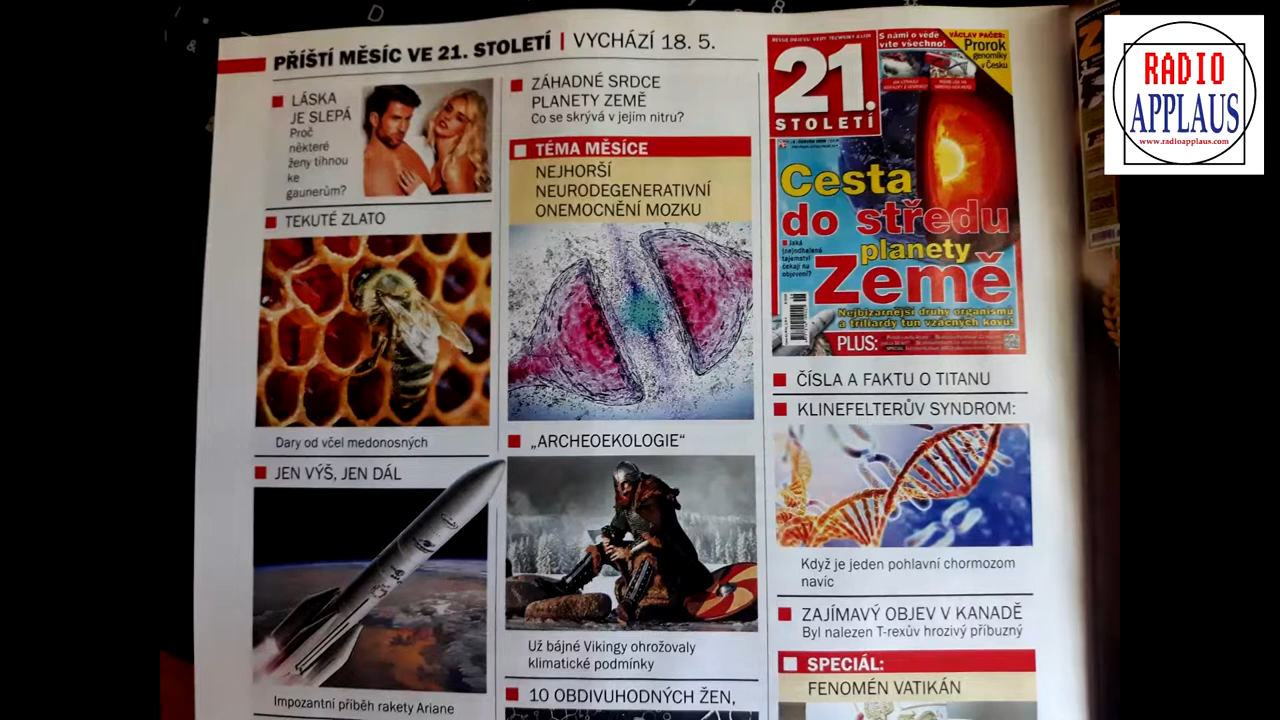 PŘÍŠTÍ MĚSÍC VE 21. STOLETÍ | VYCHÁZÍ 18. 5.
LÁSKA
JE SLEPÁ
Proč
některé
ženy tíhnou
ke
gaunerům?
TEKUTÉ ZLATO
Dary od včel medonosných
JEN VÝŠ, JEN DÁL
Impozantní příběh rakety Ariane
ZÁHADNÉ SRDCE
PLANETY ZEMĚ
Co se skrývá v jejím nitru?
TÉMA MĚSÍCE
NEJHORŠÍ
NEURODEGENERATIVNÍ
ONEMOCNĚNÍ MOZKU
„ARCHEOEKOLOGIE“
Už bájné Vikingy ohrožovaly
klimatické podmínky
10 OBDIVUHODNÝCH ŽEN,
S námi o vědě
víte všechno!
VÁCLAV PAČES:
Prorok
genomiky
v Česku
21.
STOLETÍ
Cesta
do středu
planety
Země
Jaká
(ne)odhalená
tajemství
čekají na
objevení?
Nejbizarnější druhy organismů
a triliardy tun vzácných kovů!
PLUS:
ČÍSLA A FAKTU O TITANU
KLINEFELTERŮV SYNDROM:
Když je jeden pohlavní chormozom
navíc
ZAJÍMAVÝ OBJEV V KANADĚ
Byl nalezen T-rexův hrozivý příbuzný
SPECIÁL:
FENOMÉN VATIKÁN
RADIO
APPLAUS
www.radioapplaus.com